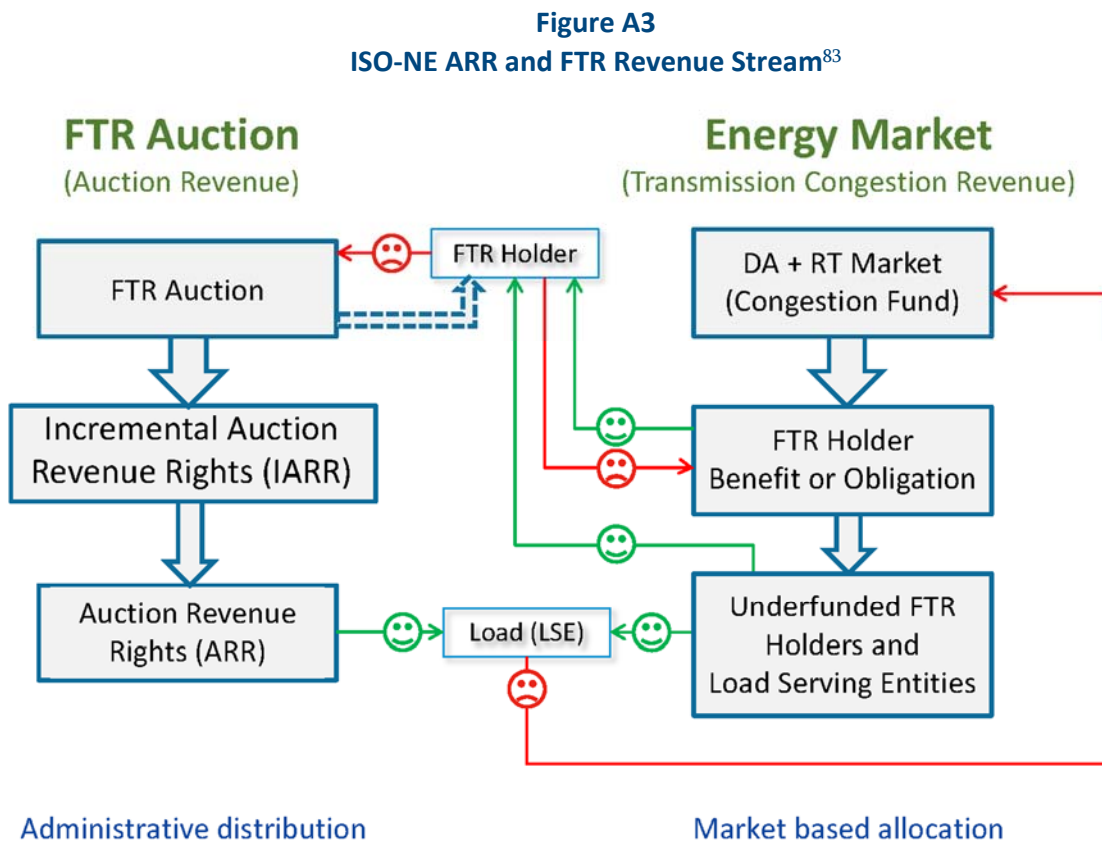 Figure A3
ISO-NE ARR and FTR Revenue Stream83
FTR Auction
(Auction Revenue)
Energy Market
(Transmission Congestion Revenue)
FTR Auction
FTR Holder
DA + RT Market
(Congestion Fund)
Incremental Auction
Revenue Rights (IARR)
FTR Holder
Benefit or Obligation
Auction Revenue
Rights (ARR)
Load (LSE)
Underfunded FTR
Holders and
Load Serving Entities
Administrative distribution
Market based allocation